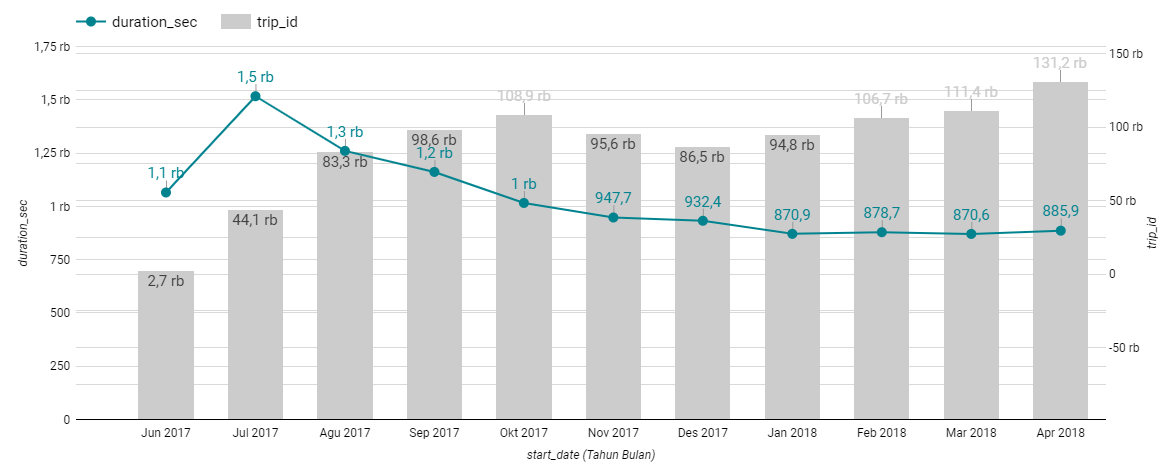 duration_sec trip_id
1,75 rb
1,5 rb
1,25 rb
1 rb
750
500
250
0
duration_sec
1,1 rb
1,5 rb
1,3 rb
1,2 rb
1 rb
947,7
932,4
870,9
878,7
870,6
885,9
2,7 rb
44,1 rb
83,3 rb
98,6 rb
108,9 rb
95,6 rb
86,5 rb
94,8 rb
106,7 rb
111,4 rb
131,2 rb
150 rb
100 rb
50 rb
0
-50 rb
trip_id
Jun 2017 Jul 2017 Agu 2017 Sep 2017 Okt 2017 Nov 2017 Des 2017 Jan 2018 Feb 2018 Mar 2018 Apr 2018
start_date (Tahun Bulan)